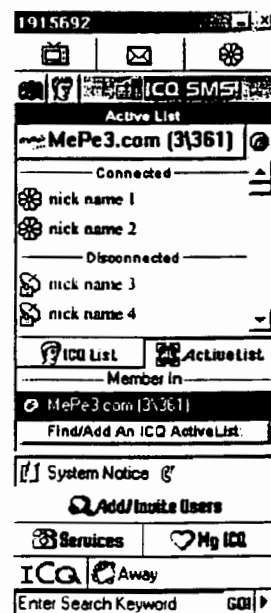 1915692
ICQ SMS!
Active List
MePe3.com (3\361)
Connected
nick name 1
nick name 2
Disconnected
nick name 3
nick name 4
ICQ List ActiveList
Member In
MePe3.com (3\361)
Find/Add An ICQ ActiveList
System Notice
Add/Invite Users
Services My ICQ
ICQ Away
Enter Search Keyword GO!